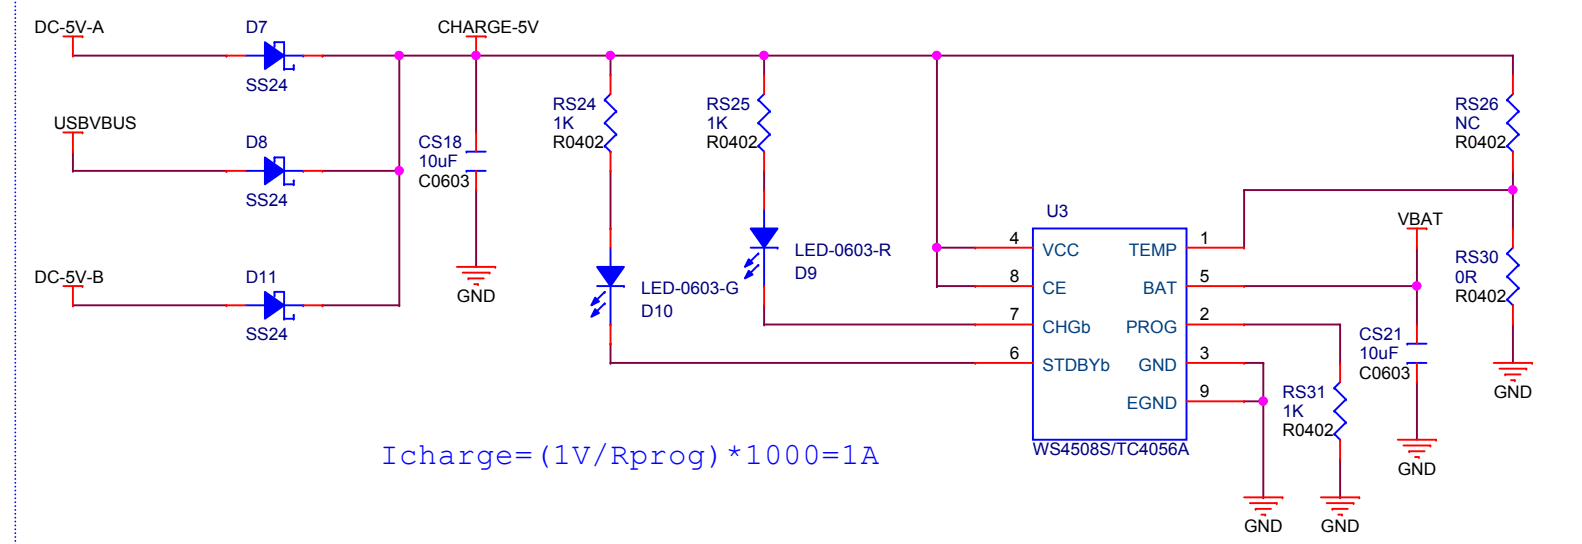 DC-5V-A
D7
SS24
CHARGE-5V
USBVBUS
D8
SS24
DC-5V-B
D11
SS24
CS18
10uF
C0603
GND
RS24
1K
R0402
RS25
1K
R0402
LED-0603-R
D9
LED-0603-G
D10
U3
4
VCC
8
CE
7
CHGb
6
STDBYb
TEMP
1
BAT
5
PROG
2
GND
3
EGND
9
WS4508S/TC4056A
RS26
NC
R0402
VBAT
RS30
0R
R0402
GND
CS21
10uF
C0603
GND
RS31
1K
R0402
GND
GND
Icharge=(1V/Rprog)*1000=1A